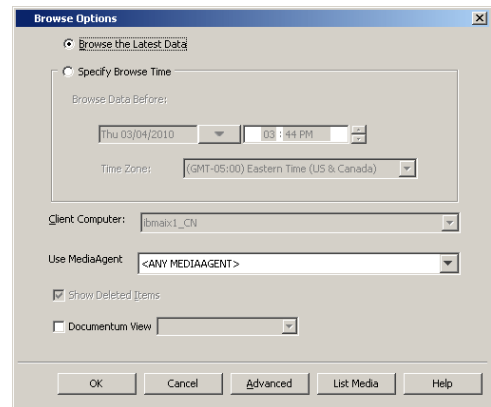 Browse Options
Browse the Latest Data
Specify Browse Time
Browse Data Before:
Thu 03/04/2010 03 : 44 PM
Time Zone: (GMT-05:00) Eastern Time (US & Canada)
Client Computer: ibmaix1_CN
Use MediaAgent <ANY MEDIAAGENT>
Show Deleted Items
Documentum View
OK Cancel Advanced List Media Help